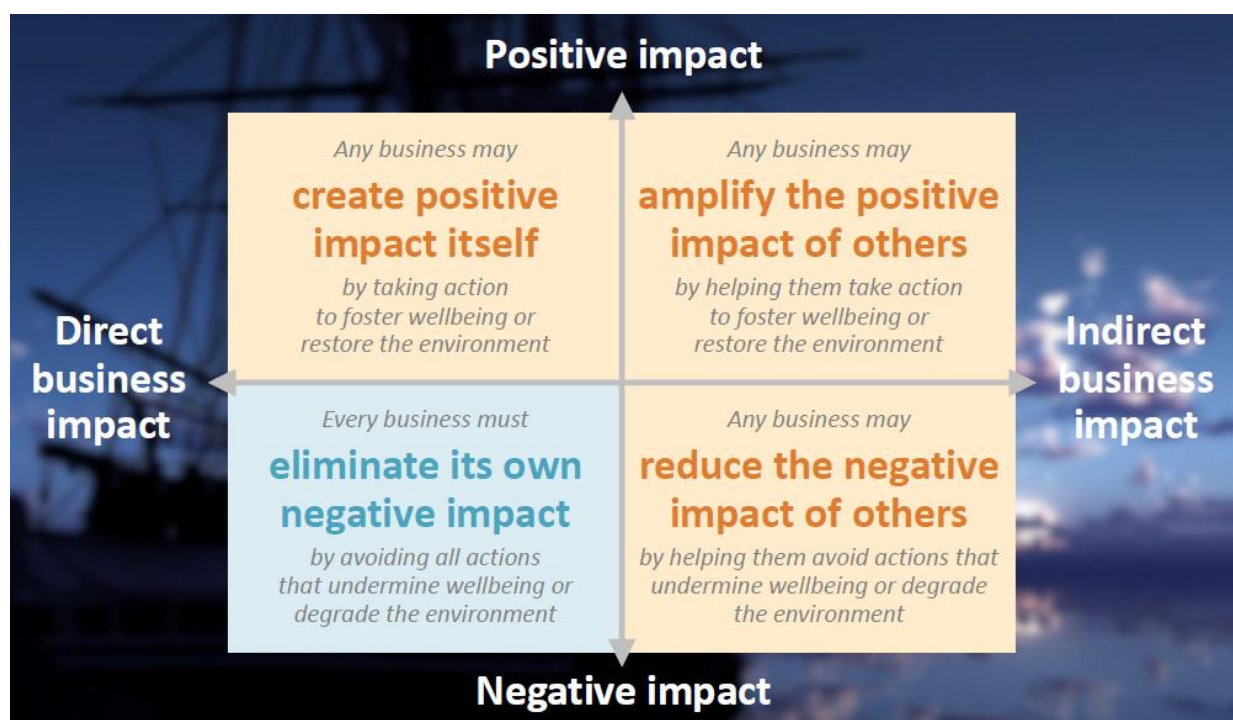 Positive impact
Any business may
create positive
impact itself
by taking action
to foster wellbeing or
restore the environment
Any business may
amplify the positive
impact of others
by helping them take action
to foster wellbeing or
restore the environment
Direct
business
impact
Indirect
business
impact
Every business must
eliminate its own
negative impact
by avoiding all actions
that undermine wellbeing or
degrade the environment
Any business may
reduce the negative
impact of others
by helping them avoid actions that
undermine wellbeing or degrade
the environment
Negative impact